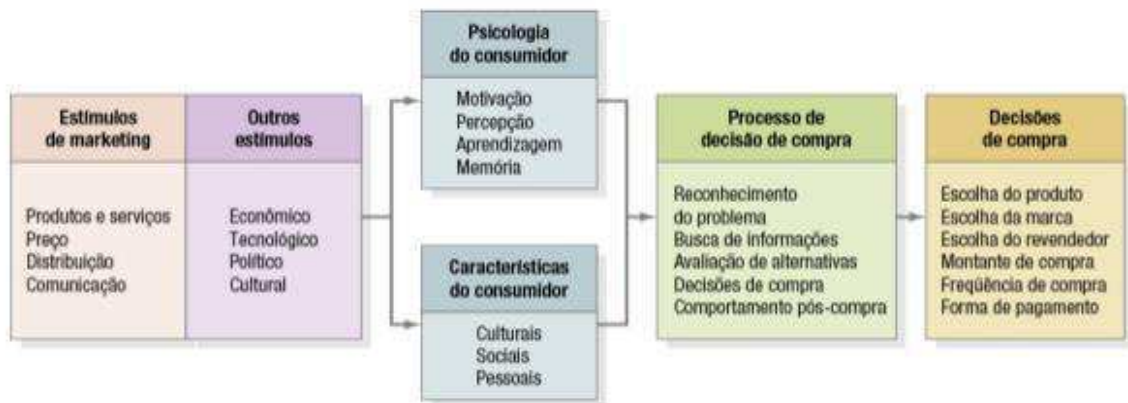 Estímulos
de marketing
Produtos e serviços
Preço
Distribuição
Comunicação
Outros
estímulos
Econômico
Tecnológico
Político
Cultural
Psicologia
do consumidor
Motivação
Percepção
Aprendizagem
Memória
Características
do consumidor
Culturais
Sociais
Pessoais
Processo de
decisão de compra
Reconhecimento
do problema
Busca de informações
Avaliação de alternativas
Decisões de compra
Comportamento pós-compra
Decisões
de compra
Escolha do produto
Escolha da marca
Escolha do revendedor
Montante de compra
Freqüência de compra
Forma de pagamento